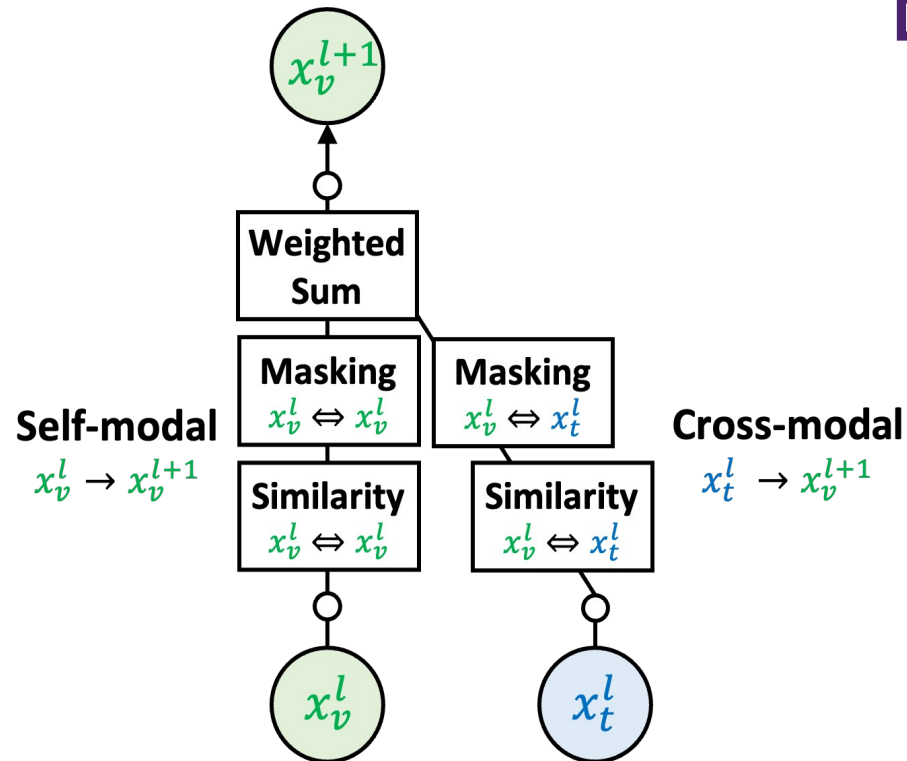 x_v^{l+1}
Weighted
Sum
Masking
x_v^l ⇔ x_v^l
Masking
x_v^l ⇔ x_t^l
Self-modal
x_v^l → x_v^{l+1}
Cross-modal
x_t^l → x_v^{l+1}
Similarity
x_v^l ⇔ x_v^l
Similarity
x_v^l ⇔ x_t^l
x_v^l
x_t^l